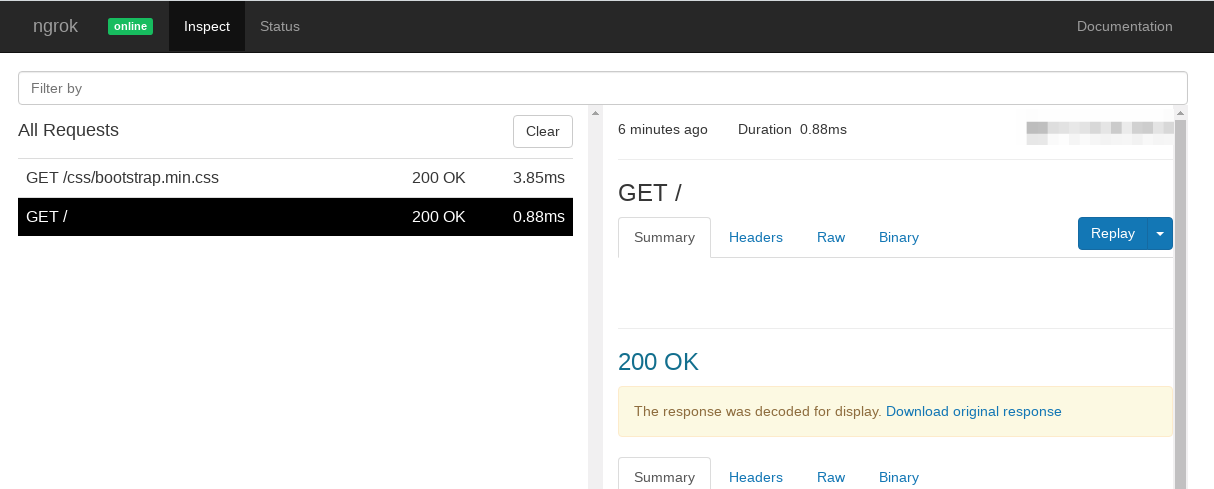 ngrok online Inspect Status Documentation
Filter by
All Requests Clear
GET /css/bootstrap.min.css 200 OK 3.85ms
GET / 200 OK 0.88ms
6 minutes ago Duration 0.88ms
GET /
Summary Headers Raw Binary Replay
200 OK
The response was decoded for display. Download original response
Summary Headers Raw Binary